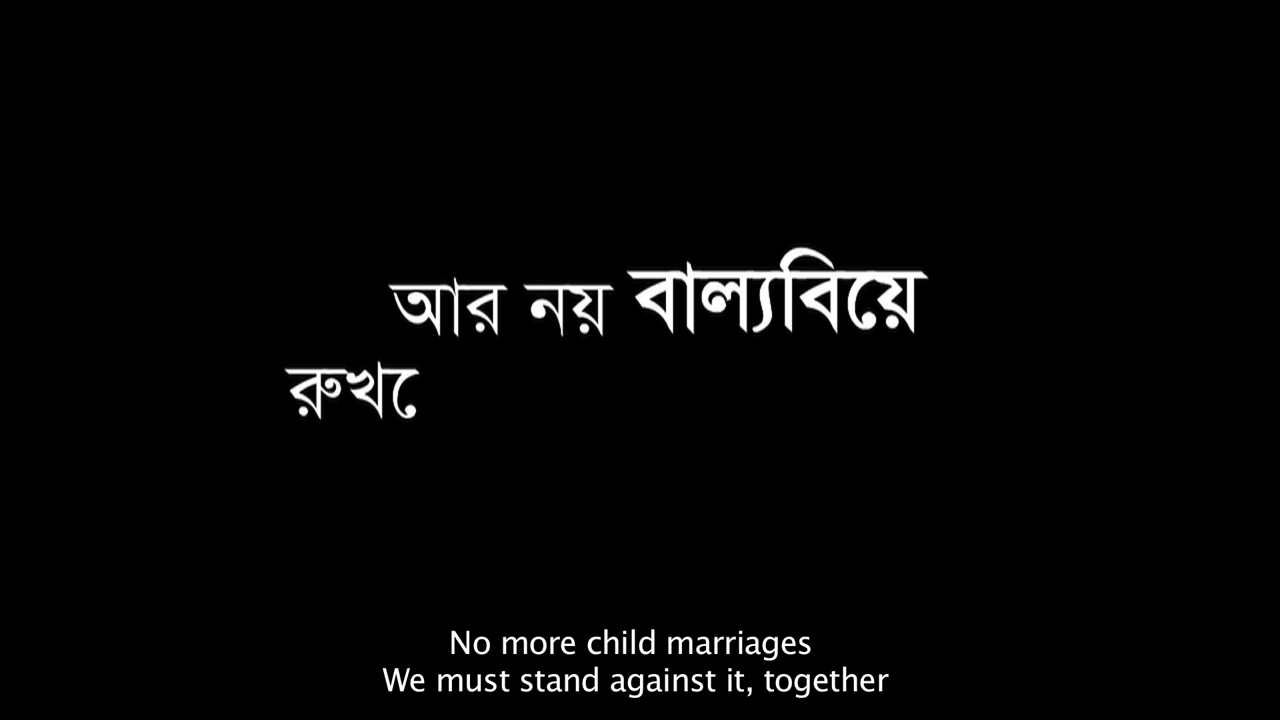 আর নয় বাল্যবিয়ে
রুখে
No more child marriages
We must stand against it, together